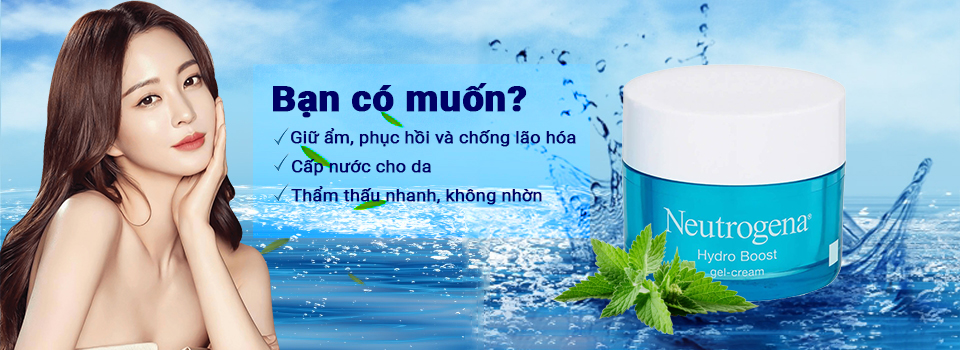 Bạn có muốn?
Giữ ẩm, phục hồi và chống lão hóa
Cấp nước cho da
Thẩm thấu nhanh, không nhờn
Neutrogena®
Hydro Boost
gel-cream